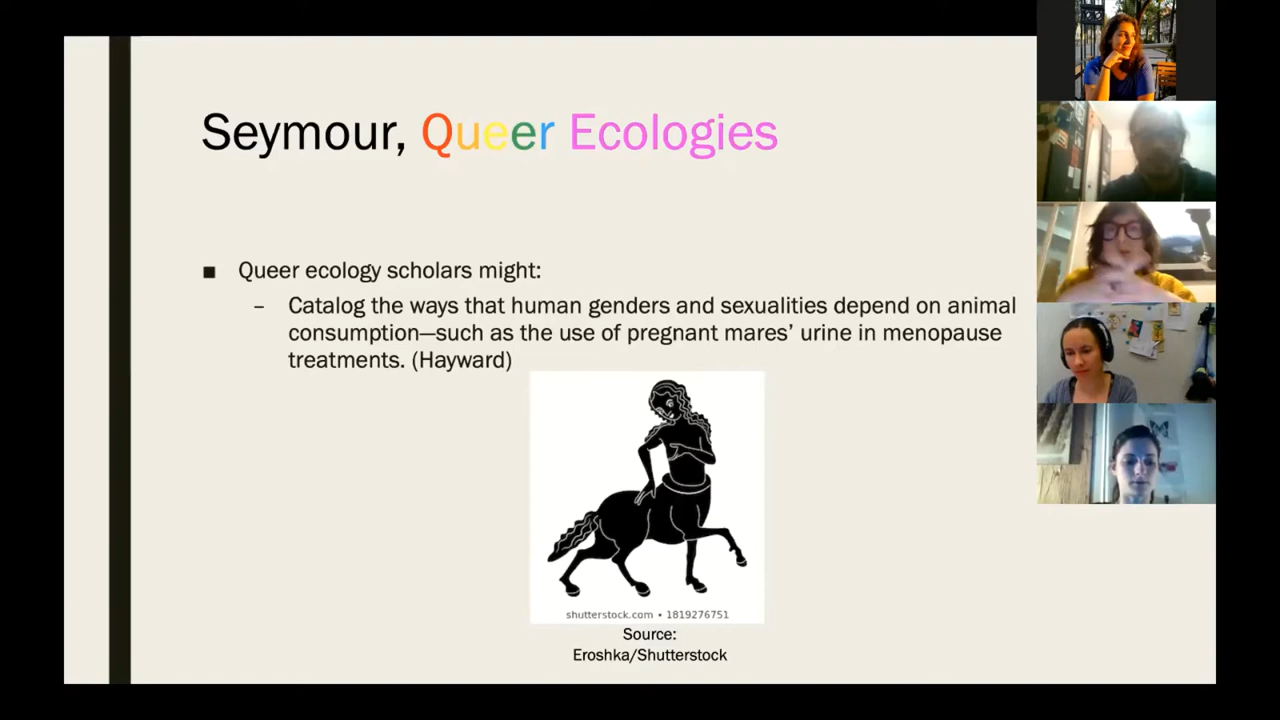 Seymour, Queer Ecologies
■ Queer ecology scholars might:
– Catalog the ways that human genders and sexualities depend on animal
consumption—such as the use of pregnant mares’ urine in menopause
treatments. (Hayward)
shutterstock.com • 1819276751
Source:
Eroshka/Shutterstock